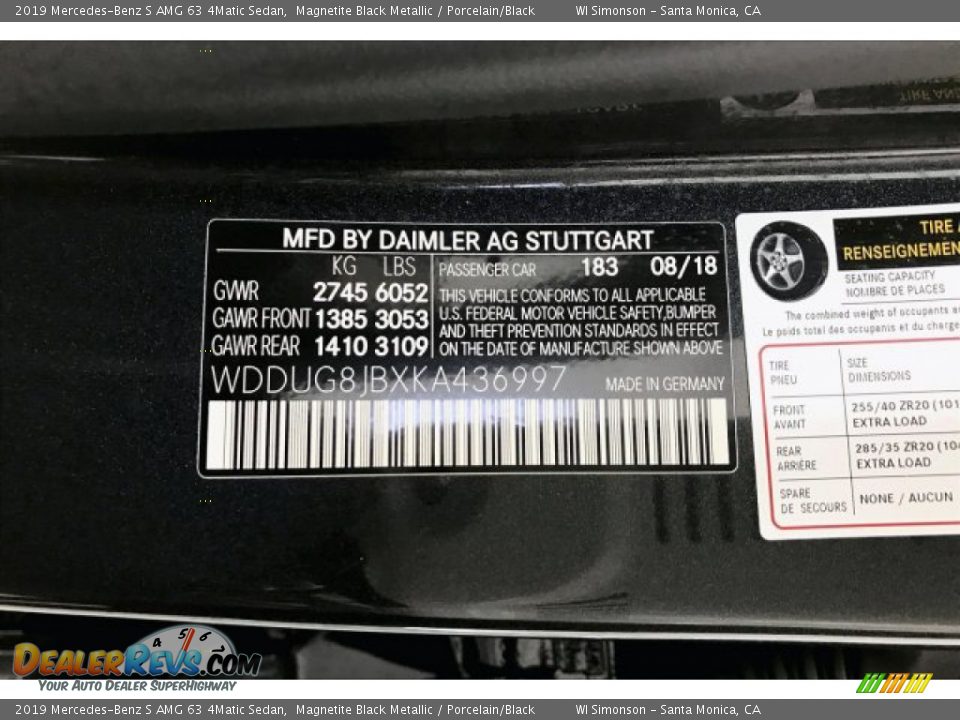 2019 Mercedes-Benz S AMG 63 4Matic Sedan, Magnetite Black Metallic / Porcelain/Black WI Simonson - Santa Monica, CA
MFD BY DAIMLER AG STUTTGART
KG LBS
GVWR 2745 6052
GAWR FRONT 1385 3053
GAWR REAR 1410 3109
PASSENGER CAR 183 08/18
THIS VEHICLE CONFORMS TO ALL APPLICABLE
U.S. FEDERAL MOTOR VEHICLE SAFETY, BUMPER
AND THEFT PREVENTION STANDARDS IN EFFECT
ON THE DATE OF MANUFACTURE SHOWN ABOVE
WDDUG8JBXKA436997 MADE IN GERMANY
TIRE
RENSEIGNEMEN
SEATING CAPACITY
NOMBRE DE PLACES
The combined weight of occupants
Le poids total des occupants et du charge
TIRE SIZE
PNEU DIMENSIONS
FRONT 255/40 ZR20 (101
AVANT EXTRA LOAD
REAR 285/35 ZR20 (104
ARRIÈRE EXTRA LOAD
SPARE NONE / AUCUN
DE SECOURS
4 5 6
DEALERREVS.COM
YOUR AUTO DEALER SUPERHIGHWAY
2019 Mercedes-Benz S AMG 63 4Matic Sedan, Magnetite Black Metallic / Porcelain/Black WI Simonson - Santa Monica, CA